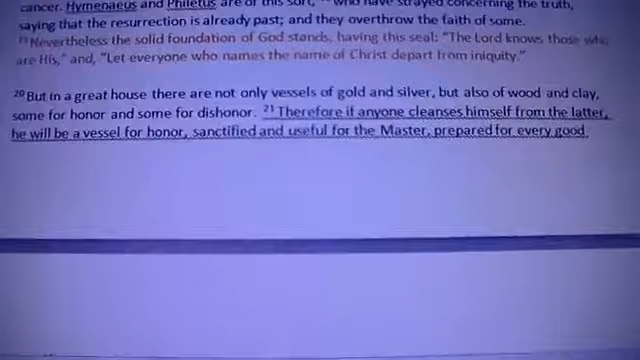 cancer. Hymenaeus and Philetus are of this sort, who have strayed concerning the truth,
saying that the resurrection is already past; and they overthrow the faith of some.
19 Nevertheless the solid foundation of God stands, having this seal: "The Lord knows those who
are His," and, "Let everyone who names the name of Christ depart from iniquity."
20 But in a great house there are not only vessels of gold and silver, but also of wood and clay,
some for honor and some for dishonor. 21 Therefore if anyone cleanses himself from the latter,
he will be a vessel for honor, sanctified and useful for the Master, prepared for every good